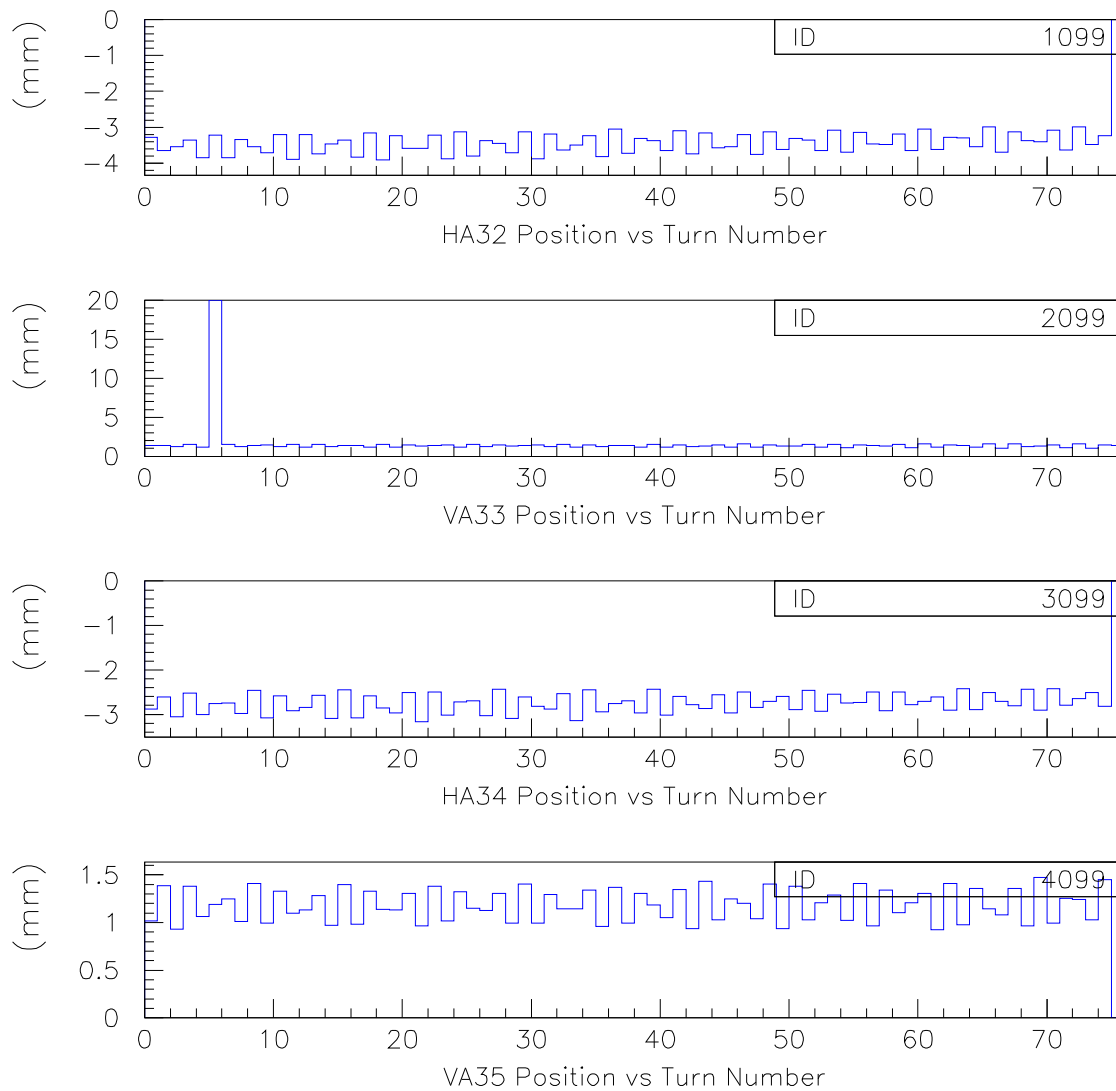 (mm)
0
−1
−2
−3
−4
ID 1099
0 10 20 30 40 50 60 70
HA32 Position vs Turn Number
(mm)
20
15
10
5
0
ID 2099
0 10 20 30 40 50 60 70
VA33 Position vs Turn Number
(mm)
0
−1
−2
−3
ID 3099
0 10 20 30 40 50 60 70
HA34 Position vs Turn Number
(mm)
1.5
1
0.5
0
ID 4099
0 10 20 30 40 50 60 70
VA35 Position vs Turn Number